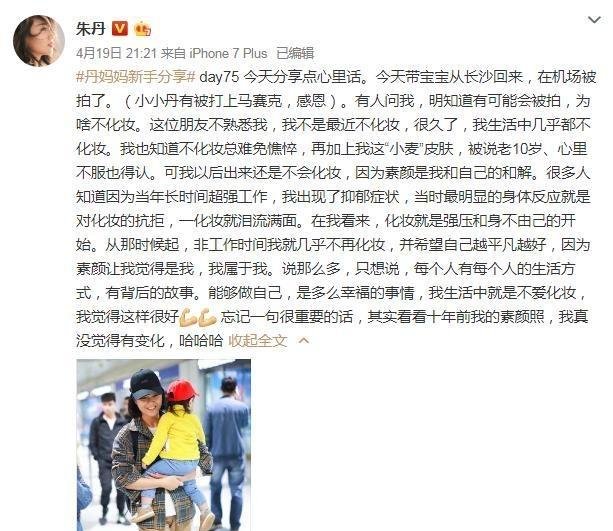 朱丹
4月19日 21:21 来自 iPhone 7 Plus 已编辑
#丹妈妈新手分享# day75 今天分享点心里话。今天带宝宝从长沙回来，在机场被
拍了。（小小丹有被打上马赛克，感恩）。有人问我，明知道有可能会被拍，为
啥不化妆。这位朋友不熟悉我，我不是最近不化妆，很久了，我生活中几乎都不
化妆。我也知道不化妆总难免憔悴，再加上我这“小麦”皮肤，被说老10岁、心里
不服也得认。可我以后出来还是不会化妆，因为素颜是我和自己的和解。很多人
知道因为当年长时间超强工作，我出现了抑郁症状，当时最明显的身体反应就是
对化妆的抗拒，一化妆就泪流满面。在我看来，化妆就是强压和身不由己的开
始。从那时候起，非工作时间我就几乎不再化妆，并希望自己越平凡越好，因为
素颜让我觉得是我，我属于我。说那么多，只想说，每个人有每个人的生活方
式，有背后的故事。能够做自己，是多么幸福的事情，我生活中就是不爱化妆，
我觉得这样很好💪💪 忘记一句很重要的话，其实看看十年前我的素颜照，我真
没觉得有变化，哈哈哈 收起全文